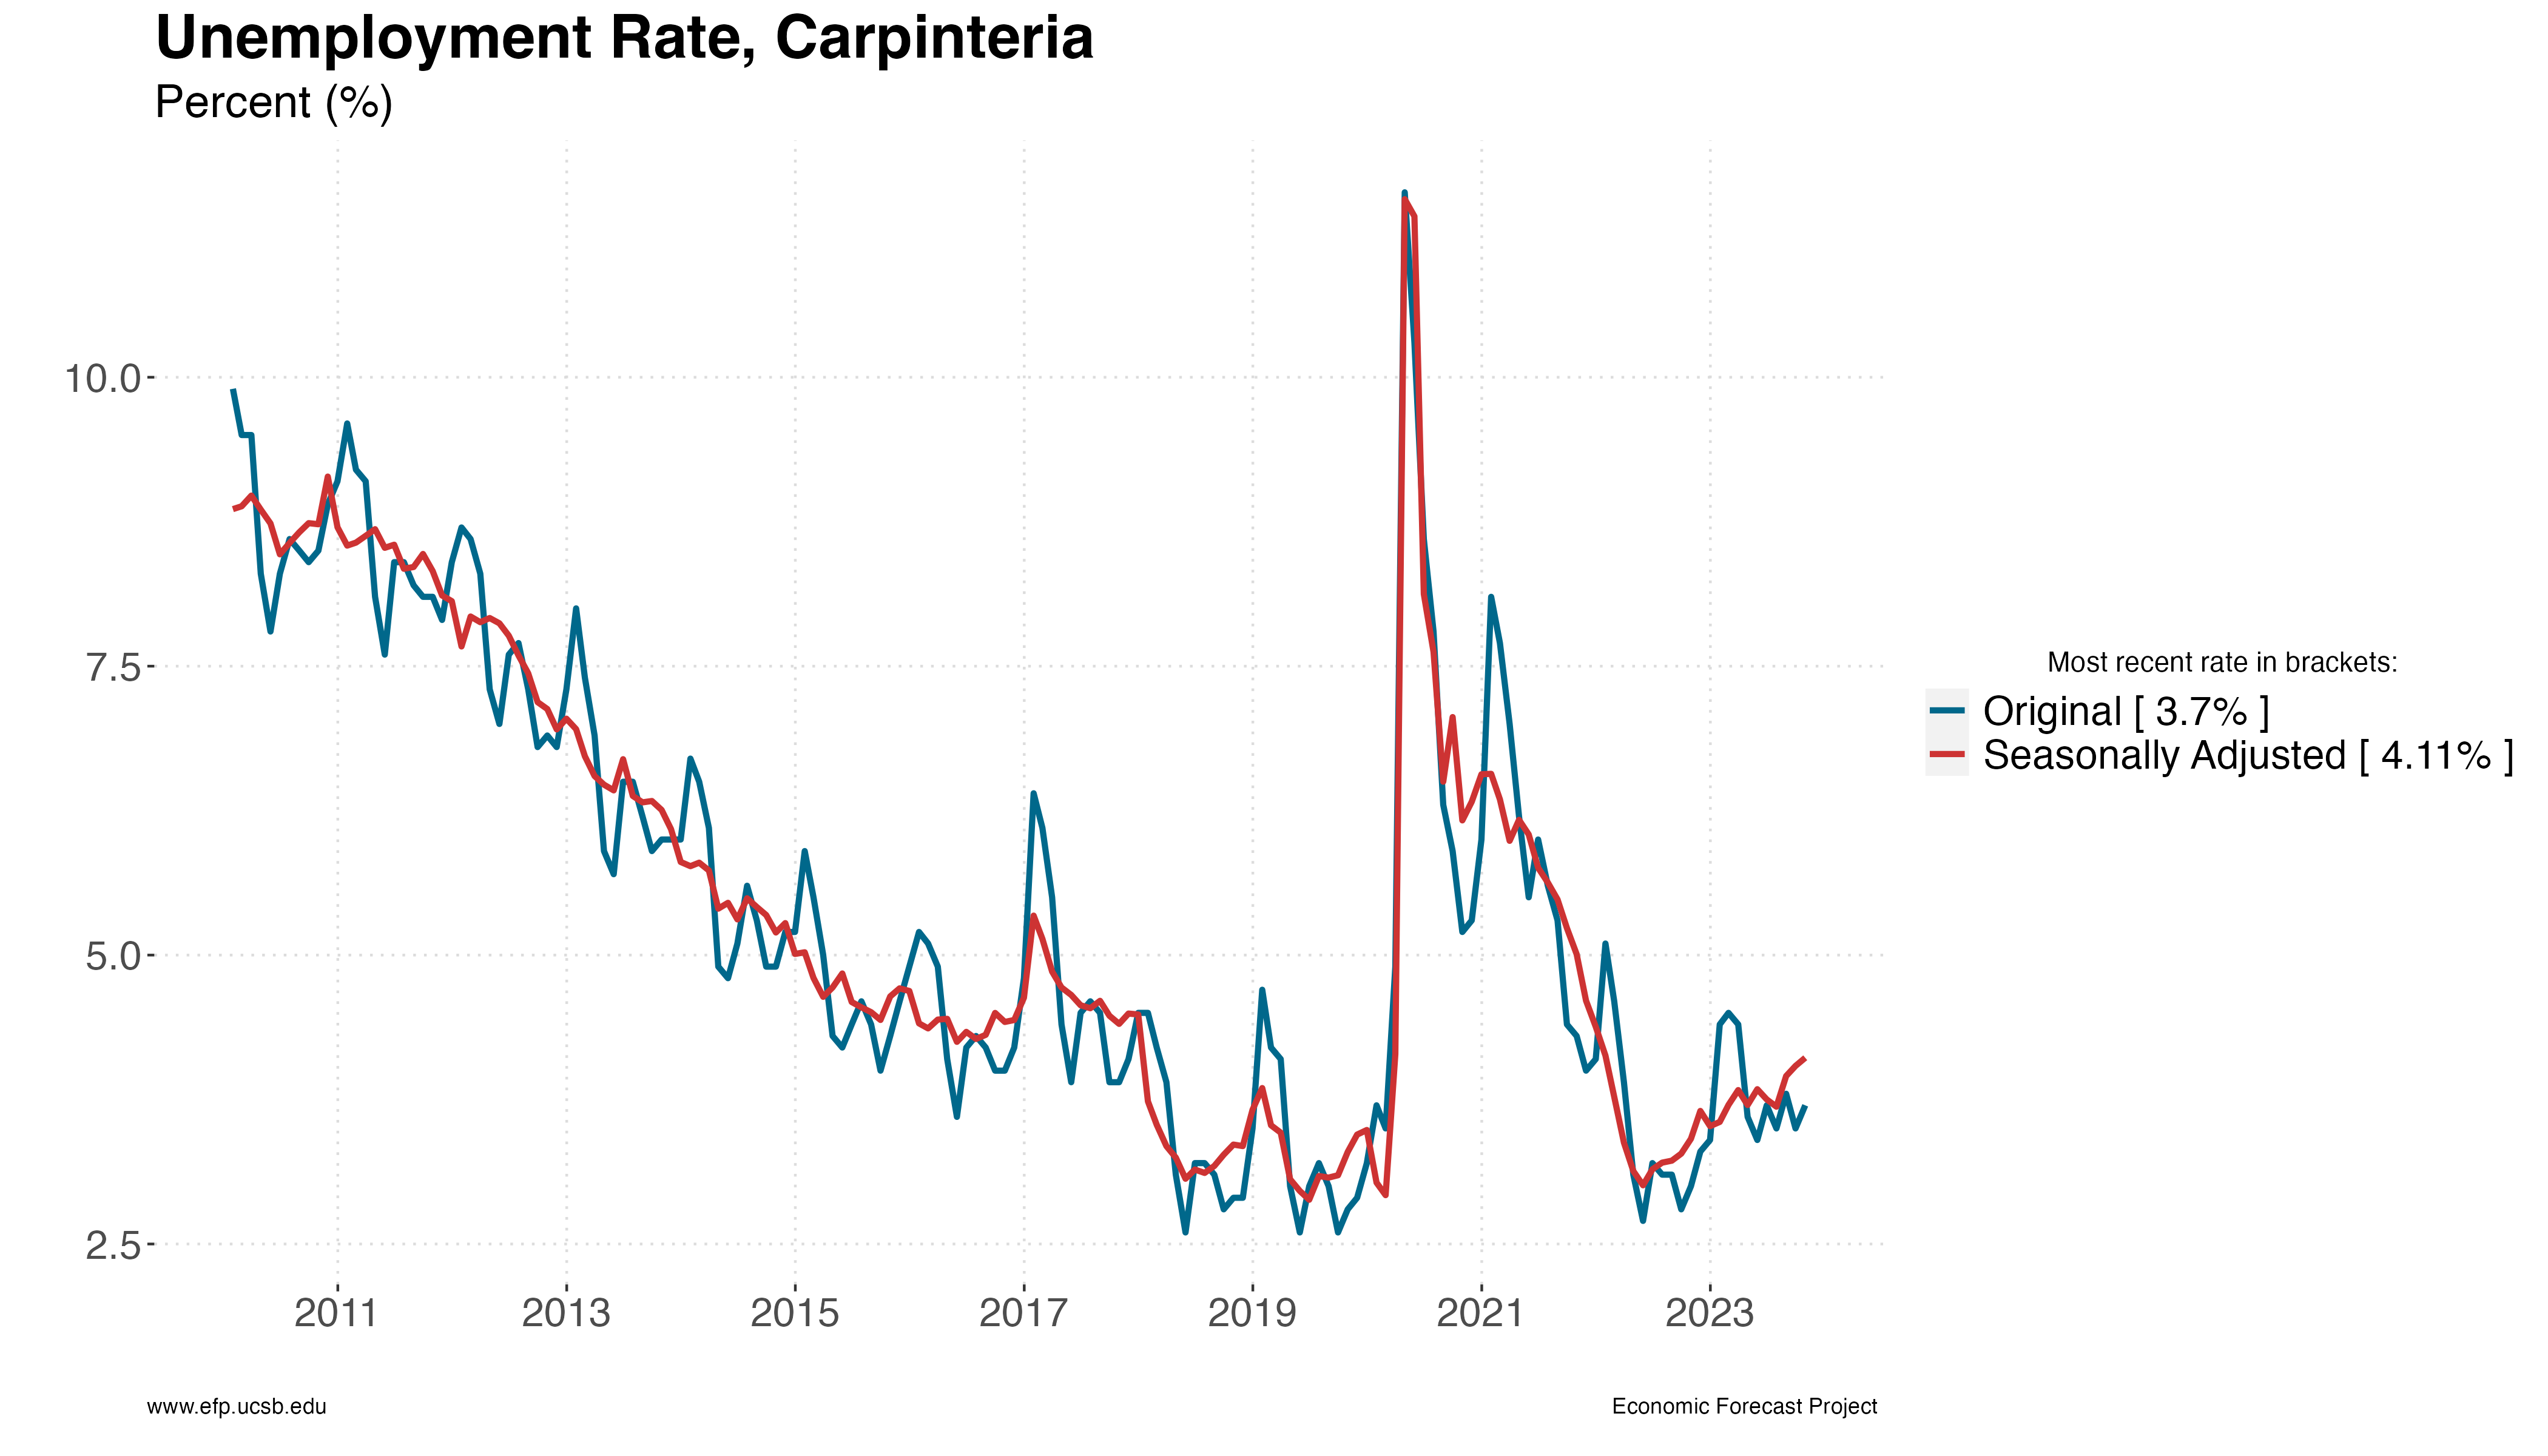 Unemployment Rate, Carpinteria
Percent (%)
10.0
7.5
5.0
2.5
2011 2013 2015 2017 2019 2021 2023
Most recent rate in brackets:
Original [ 3.7% ]
Seasonally Adjusted [ 4.11% ]
www.efp.ucsb.edu
Economic Forecast Project